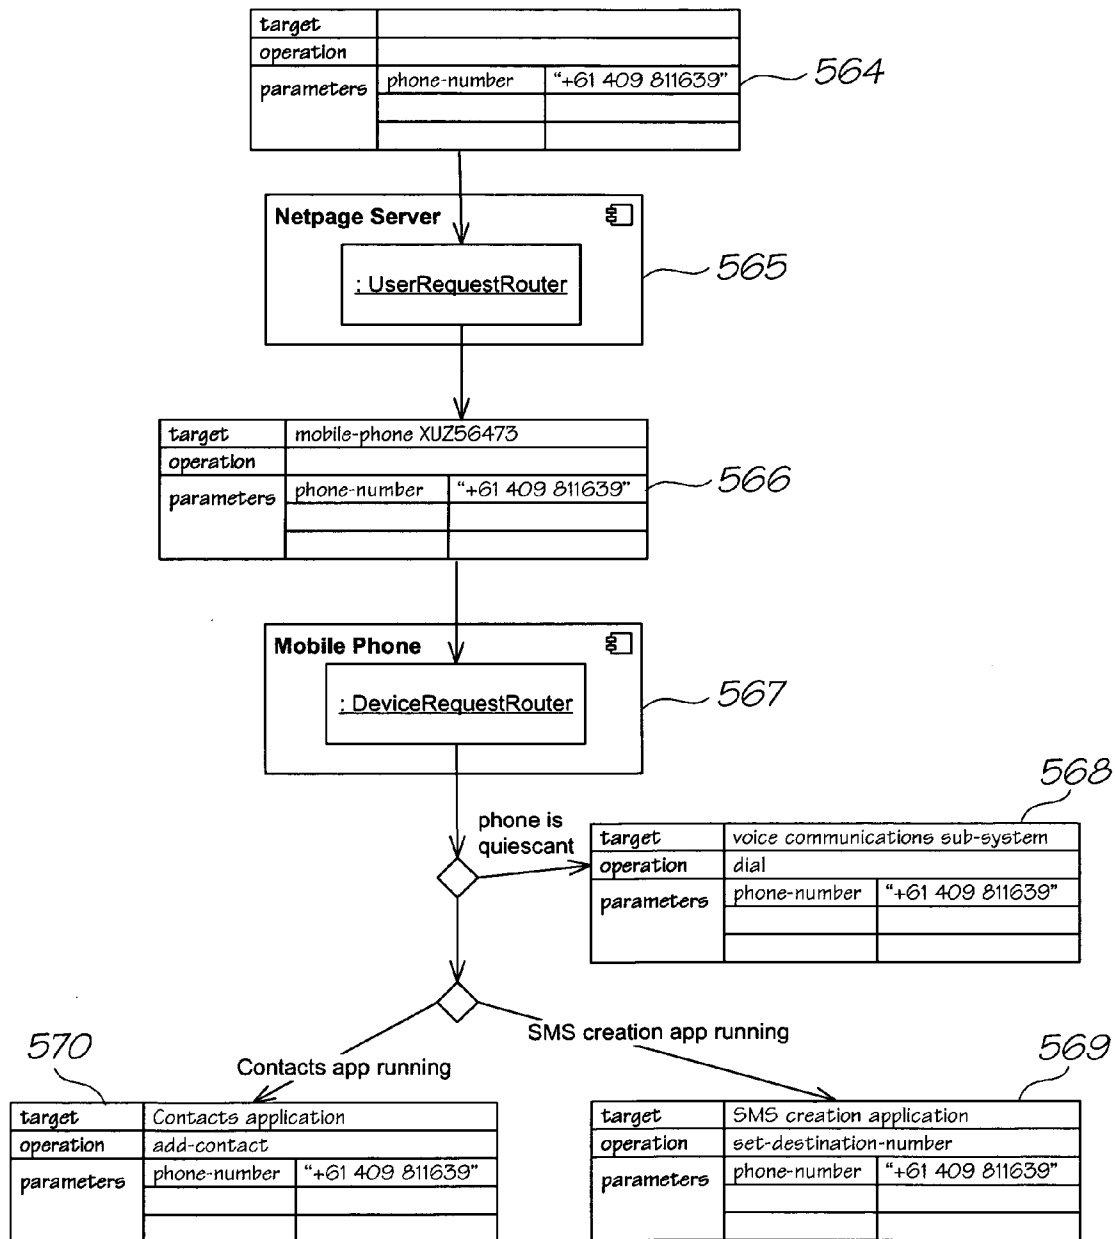 target
operation
parameters phone-number "+61 409 811639"
564
Netpage Server
: UserRequestRouter
565
target mobile-phone XUZ56473
operation
parameters phone-number "+61 409 811639"
566
Mobile Phone
: DeviceRequestRouter
567
phone is
quiescant
568
target voice communications sub-system
operation dial
parameters phone-number "+61 409 811639"
SMS creation app running
Contacts app running
570
target Contacts application
operation add-contact
parameters phone-number "+61 409 811639"
569
target SMS creation application
operation set-destination-number
parameters phone-number "+61 409 811639"